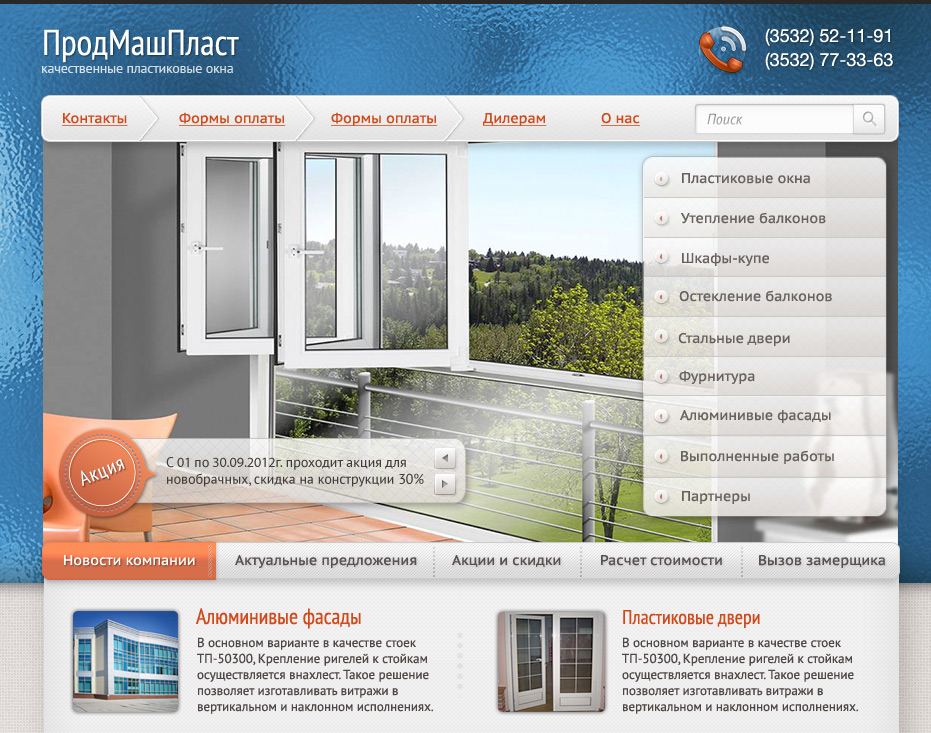 ПродМашПласт
качественные пластиковые окна
(3532) 52-11-91
(3532) 77-33-63
Контакты
Формы оплаты
Формы оплаты
Дилерам
О нас
Поиск
Пластиковые окна
Утепление балконов
Шкафы-купе
Остекление балконов
Стальные двери
Фурнитура
Алюминивые фасады
Выполненные работы
Партнеры
Акция
С 01 по 30.09.2012г. проходит акция для
новобрачных, скидка на конструкции 30%
Новости компании
Актуальные предложения
Акции и скидки
Расчет стоимости
Вызов замерщика
Алюминивые фасады
В основном варианте в качестве стоек
ТП-50300, Крепление ригелей к стойкам
осуществляется внахлест. Такое решение
позволяет изготавливать витражи в
вертикальном и наклонном исполнениях.
Пластиковые двери
В основном варианте в качестве стоек
ТП-50300, Крепление ригелей к стойкам
осуществляется внахлест. Такое решение
позволяет изготавливать витражи в
вертикальном и наклонном исполнениях.